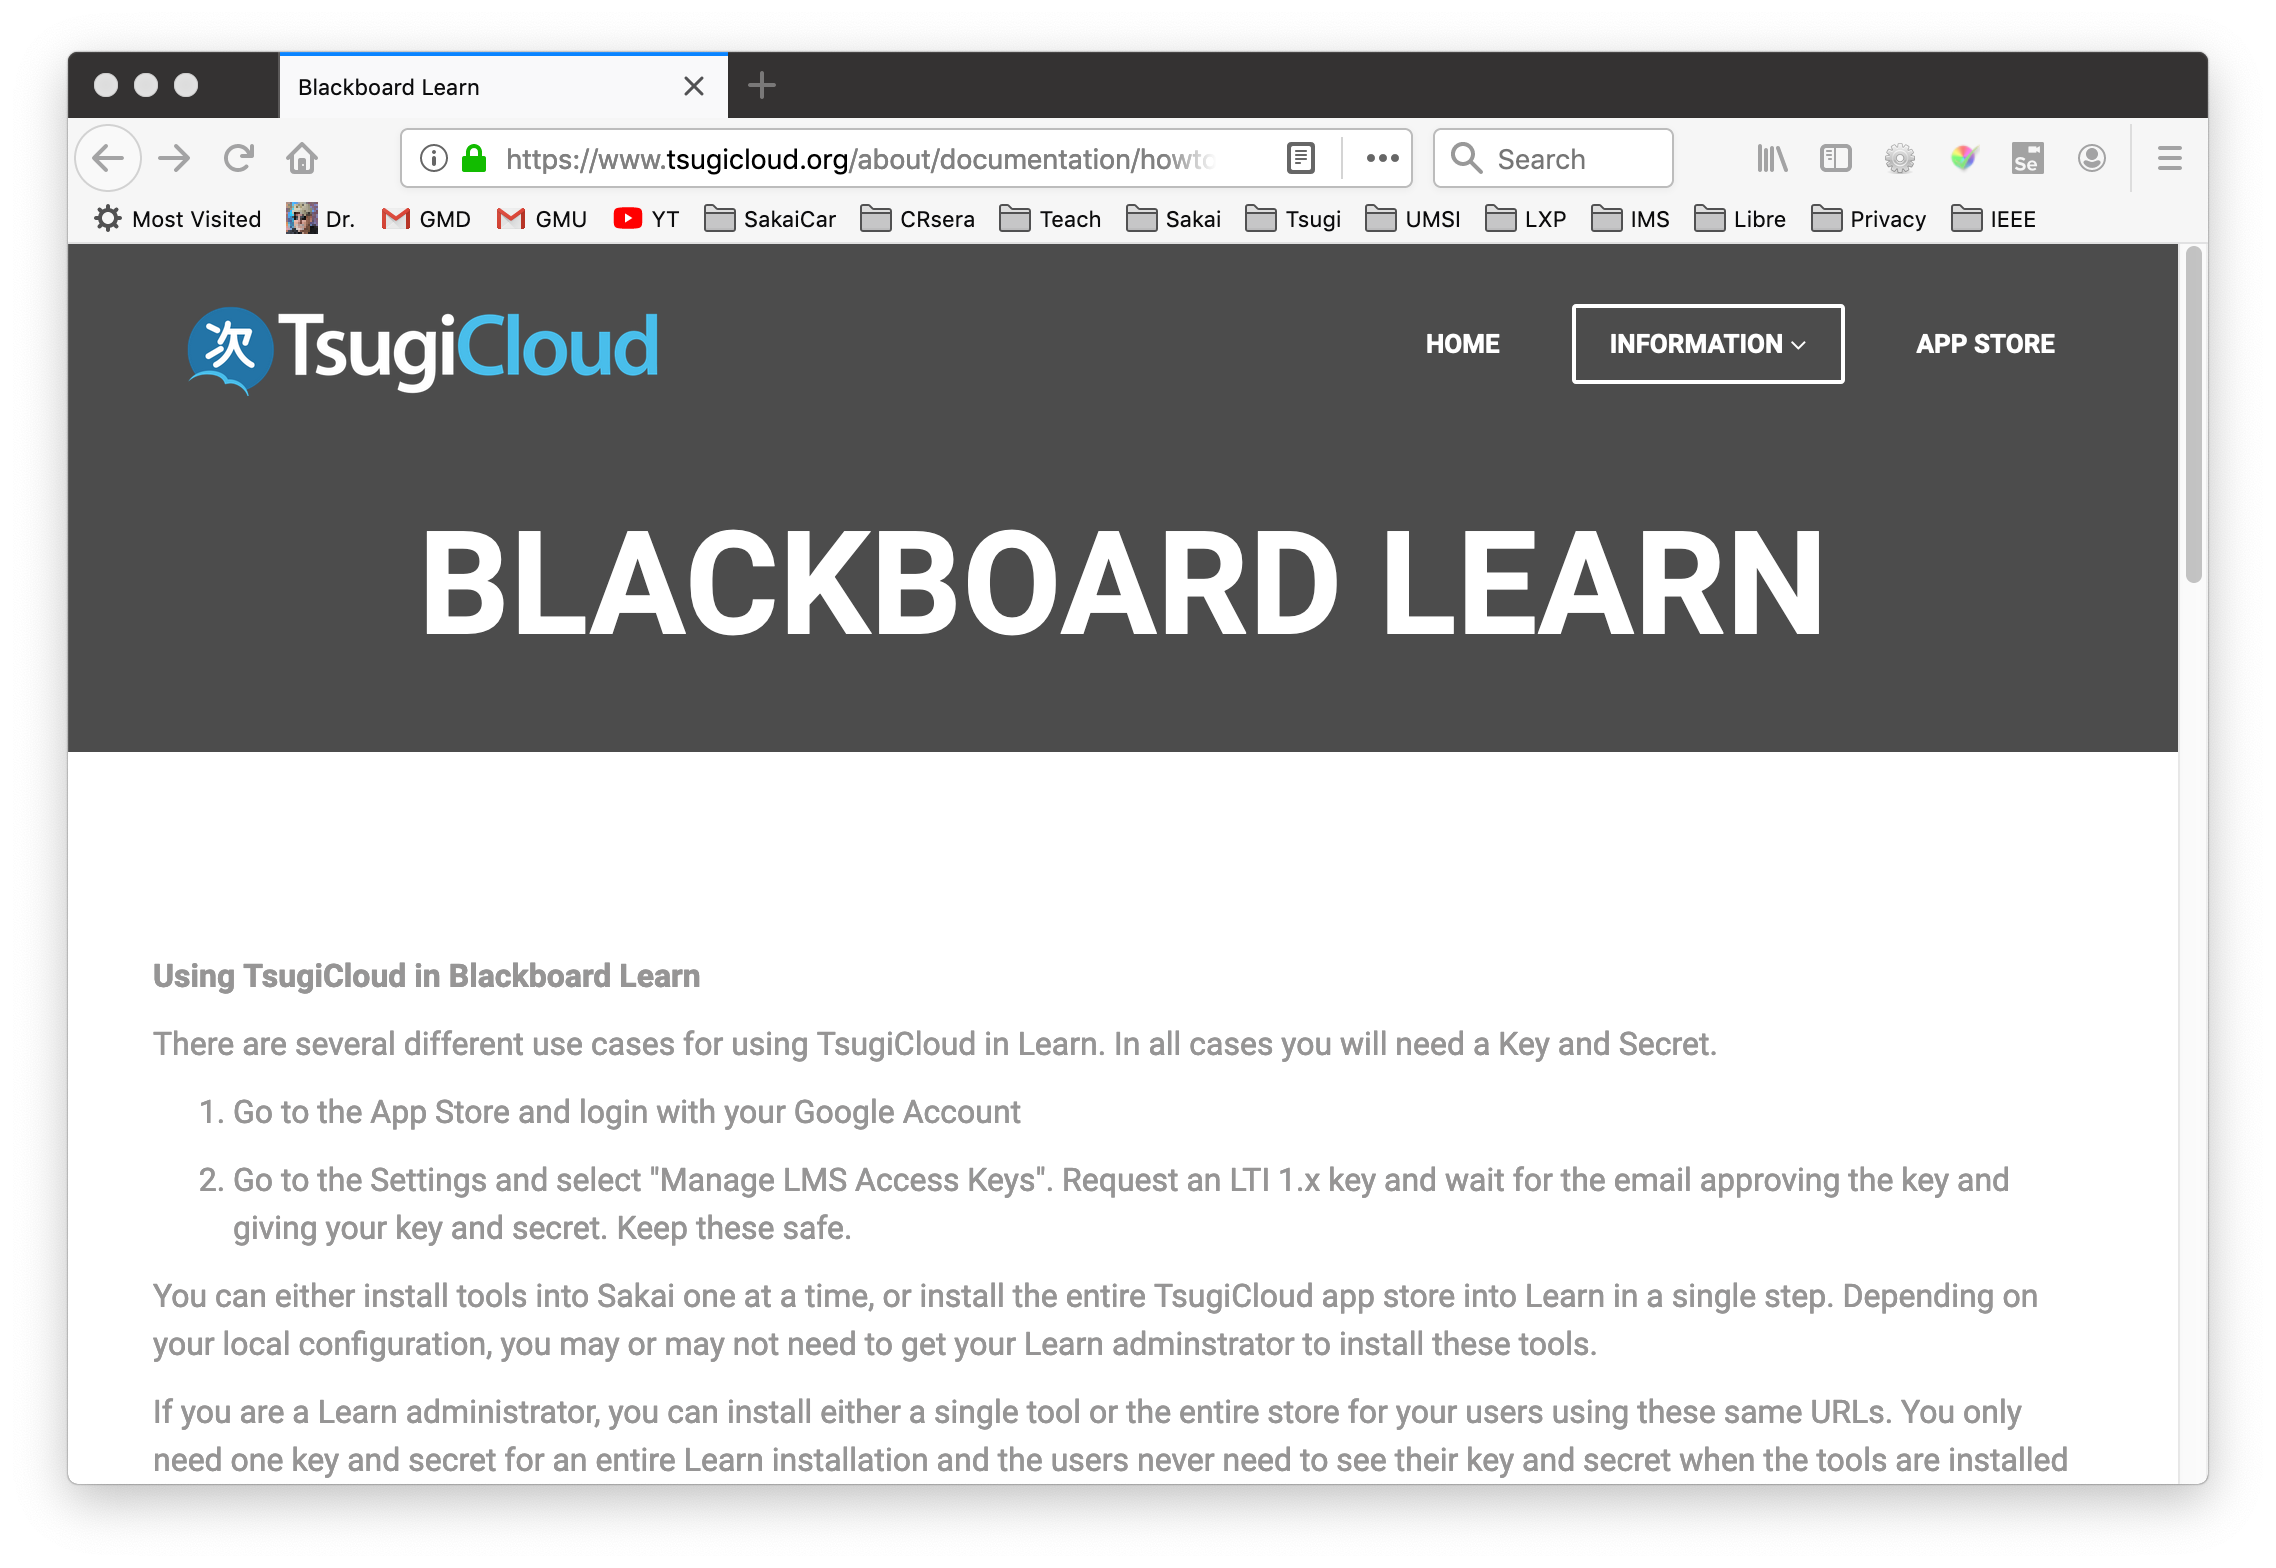 Blackboard Learn
https://www.tsugicloud.org/about/documentation/howto
Search
Se
Most Visited Dr. GMD GMU YT SakaiCar CRsera Teach Sakai Tsugi UMSI LXP IMS Libre Privacy IEEE
次 TsugiCloud HOME INFORMATION APP STORE
BLACKBOARD LEARN
Using TsugiCloud in Blackboard Learn
There are several different use cases for using TsugiCloud in Learn. In all cases you will need a Key and Secret.
1. Go to the App Store and login with your Google Account
2. Go to the Settings and select "Manage LMS Access Keys". Request an LTI 1.x key and wait for the email approving the key and
giving your key and secret. Keep these safe.
You can either install tools into Sakai one at a time, or install the entire TsugiCloud app store into Learn in a single step. Depending on
your local configuration, you may or may not need to get your Learn adminstrator to install these tools.
If you are a Learn administrator, you can install either a single tool or the entire store for your users using these same URLs. You only
need one key and secret for an entire Learn installation and the users never need to see their key and secret when the tools are installed